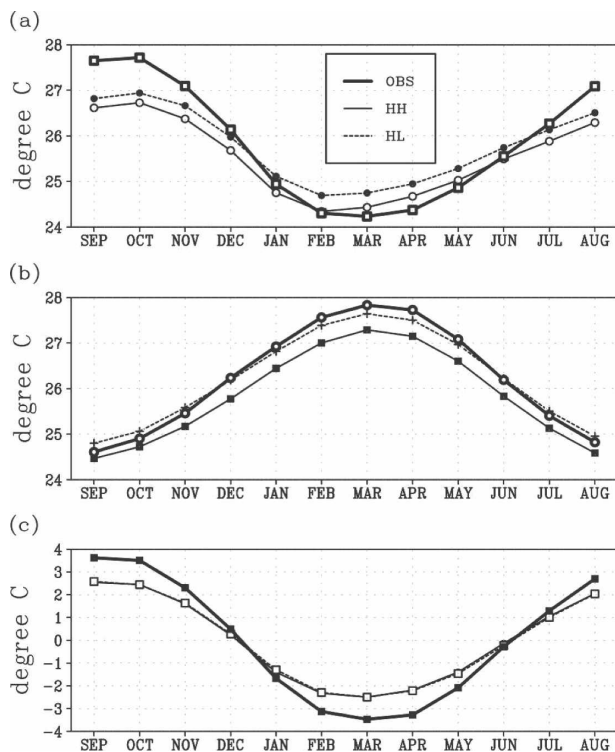 (a)
28
27
26
25
24
degree C
OBS
HH
HL
SEP OCT NOV DEC JAN FEB MAR APR MAY JUN JUL AUG
(b)
28
27
26
25
24
degree C
SEP OCT NOV DEC JAN FEB MAR APR MAY JUN JUL AUG
(c)
4
3
2
1
0
-1
-2
-3
-4
degree C
SEP OCT NOV DEC JAN FEB MAR APR MAY JUN JUL AUG